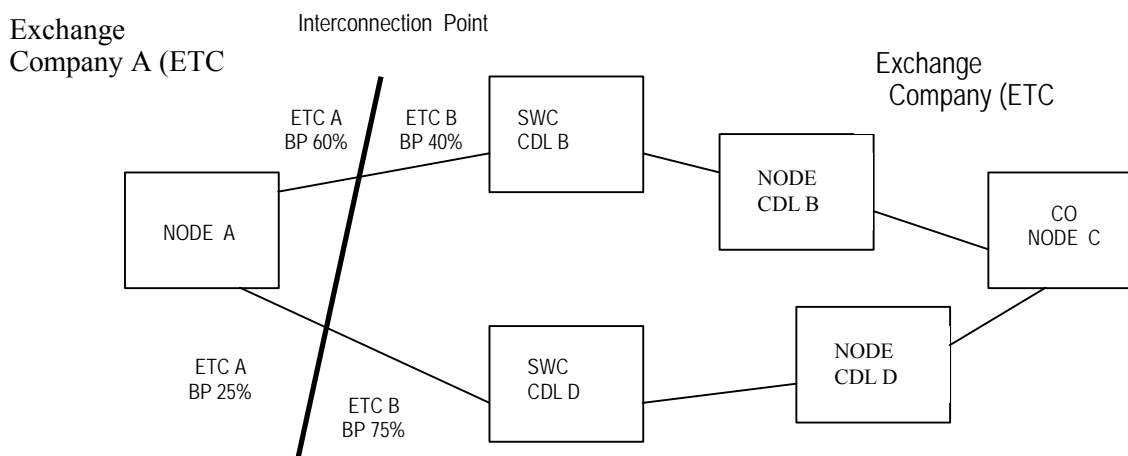 Exchange
Company A (ETC
Interconnection Point
Exchange
Company (ETC
ETC A
BP 60%
ETC B
BP 40%
SWC
CDL B
NODE
CDL B
NODE A
CO
NODE C
ETC A
BP 25%
ETC B
BP 75%
SWC
CDL D
NODE
CDL D